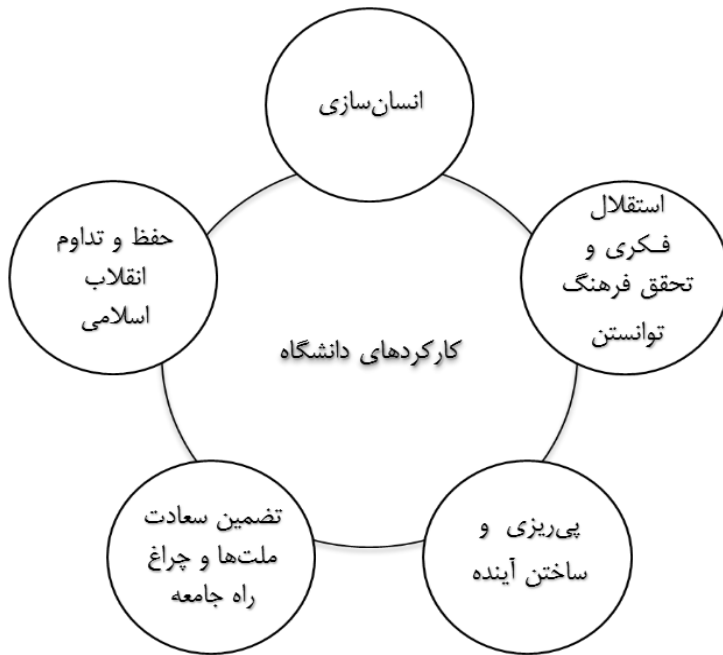 انسان‌سازی
استقلال
فکری و
تحقق فرهنگ
توانستن
حفظ و تداوم
انقلاب
اسلامی
کارکردهای دانشگاه
پی‌ریزی و
ساختن آینده
تضمین سعادت
ملت‌ها و چراغ
راه جامعه